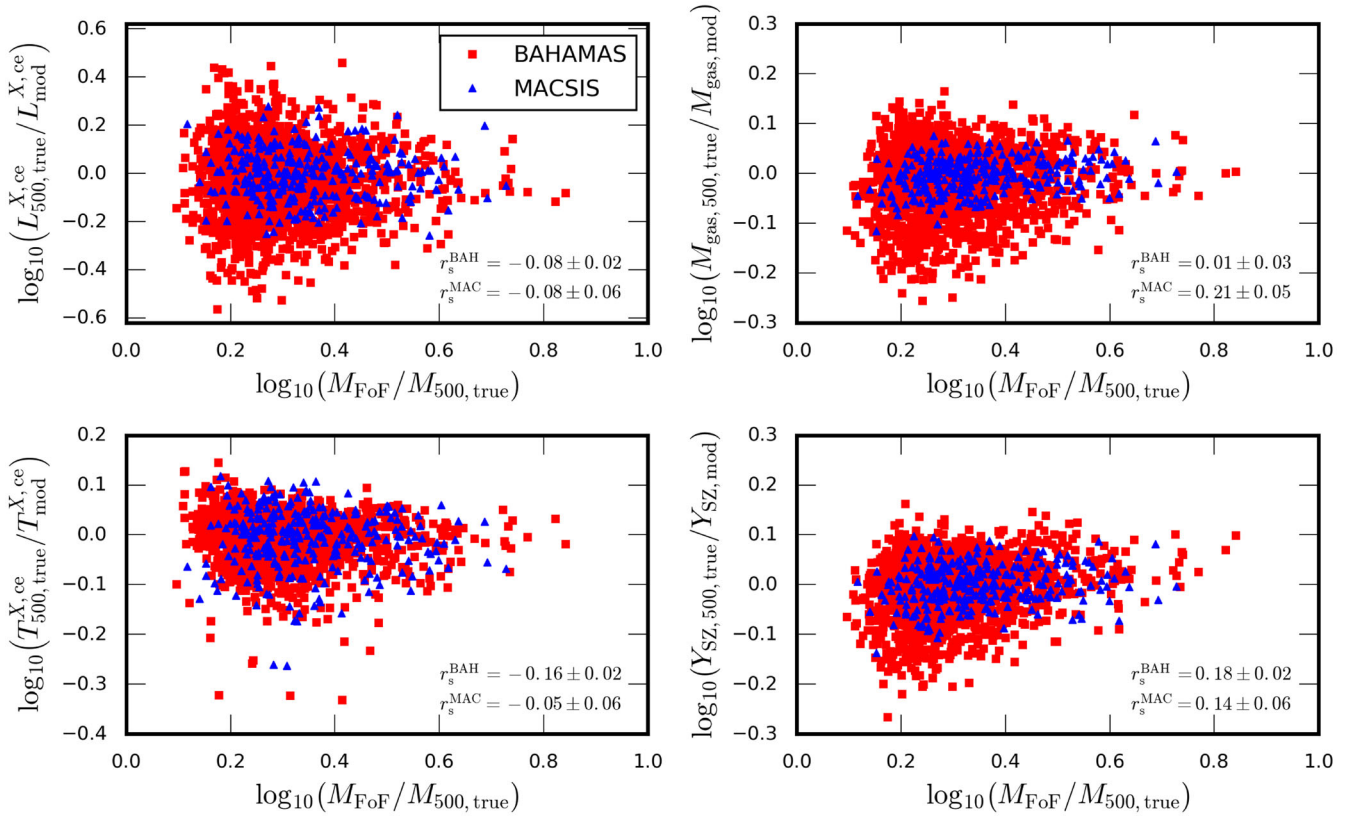 0.6
0.4
0.2
0.0
−0.2
−0.4
−0.6
log10(L^{X,ce}_{500,true}/L^{X,ce}_{mod})
BAHAMAS
MACSIS
r_s^{BAH} = −0.08 ± 0.02
r_s^{MAC} = −0.08 ± 0.06
0.0 0.2 0.4 0.6 0.8 1.0
log10(M_{FoF}/M_{500,true})
0.3
0.2
0.1
0.0
−0.1
−0.2
−0.3
log10(M_{gas,500,true}/M_{gas,mod})
r_s^{BAH} = 0.01 ± 0.03
r_s^{MAC} = 0.21 ± 0.05
0.0 0.2 0.4 0.6 0.8 1.0
log10(M_{FoF}/M_{500,true})
0.2
0.1
0.0
−0.1
−0.2
−0.3
−0.4
log10(T^{X,ce}_{500,true}/T^{X,ce}_{mod})
r_s^{BAH} = −0.16 ± 0.02
r_s^{MAC} = −0.05 ± 0.06
0.0 0.2 0.4 0.6 0.8 1.0
log10(M_{FoF}/M_{500,true})
0.3
0.2
0.1
0.0
−0.1
−0.2
−0.3
log10(Y_{SZ,500,true}/Y_{SZ,mod})
r_s^{BAH} = 0.18 ± 0.02
r_s^{MAC} = 0.14 ± 0.06
0.0 0.2 0.4 0.6 0.8 1.0
log10(M_{FoF}/M_{500,true})